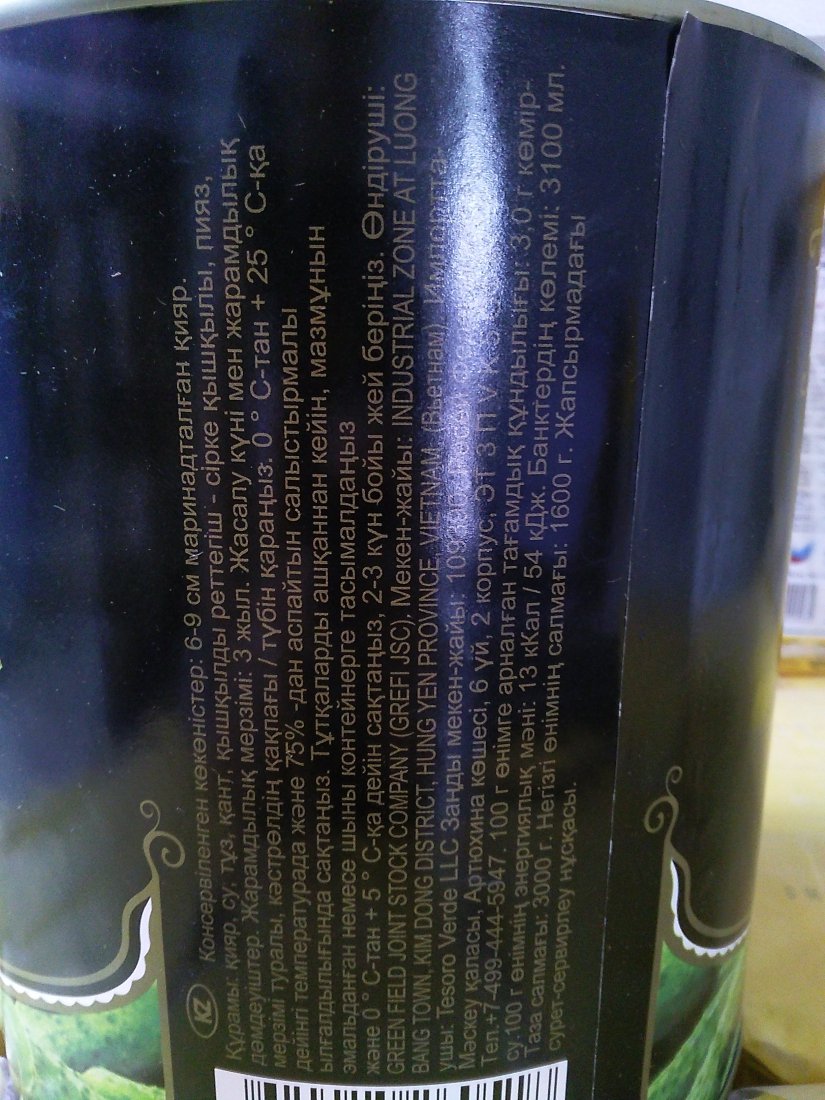 KZ Консервіленген көкөністер: 6-9 см маринадталған қияр.
Құрамы: қияр, су, тұз, қант, қышқылды реттегіш - сірке қышқылы, пияз,
дәмдеуіштер. Жарамдылық мерзімі: 3 жыл. Жасалу күні мен жарамдылық
мерзімі туралы, кәстрөлдің қақпағы / түбін қараңыз. 0 ° С-тан + 25 ° С-қа
дейінгі температурада және 75% -дан аспайтын салыстырмалы
ылғалдылығында сақтаңыз. Тұтқаларды ашқаннан кейін, мазмұнын
эмальданған немесе шыны контейнерге тасымалдаңыз
және 0 ° С-тан + 5 ° С-қа дейін сақтаңыз, 2-3 күн бойы жей беріңіз. Өндіруші:
GREEN FIELD JOINT STOCK COMPANY (GREFI JSC), Мекен-жайы: INDUSTRIAL ZONE AT LUONG
BANG TOWN, KIM DONG DISTRICT, HUNG YEN PROVINCE, VIETNAM, (Вьетнам). Импортта-
ушы: Tesoro Verde LLC Заңды мекен-жайы:
Мәскеу қаласы, Артюхина көшесі, 6 үй, 2 корпус, ЭТ 3 П V
Тел.+7-499-444-5947. 100 г өнімге арналған тағамдық құндылығы: 3,0 г көмір-
су,100 г өнімнің энергиялық мәні: 13 кКал / 54 кДж. Банктердің көлемі: 3100 мл.
Таза салмағы: 3000 г. Негізгі өнімнің салмағы: 1600 г. Жапсырмадағы
сурет-сервирлеу нұсқасы.